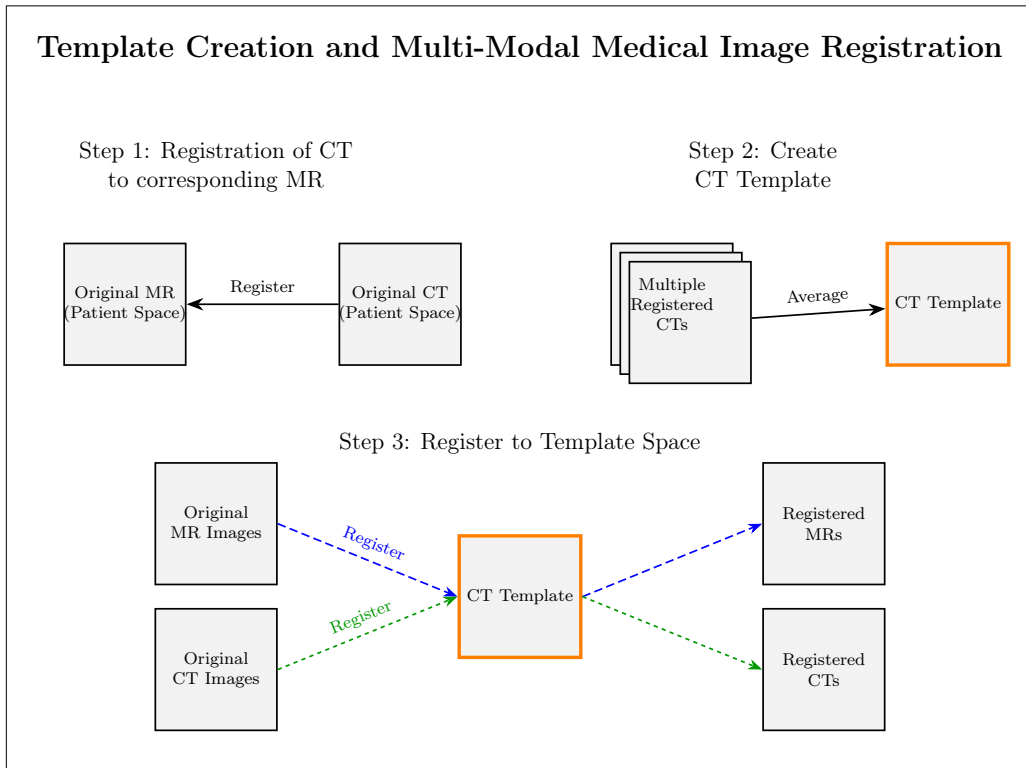 Template Creation and Multi-Modal Medical Image Registration
Step 1: Registration of CT
to corresponding MR
Step 2: Create
CT Template
Original MR
(Patient Space)
Register
Original CT
(Patient Space)
Multiple
Registered
CTs
Average
CT Template
Step 3: Register to Template Space
Original
MR Images
Register
Registered
MRs
CT Template
Original
CT Images
Register
Registered
CTs